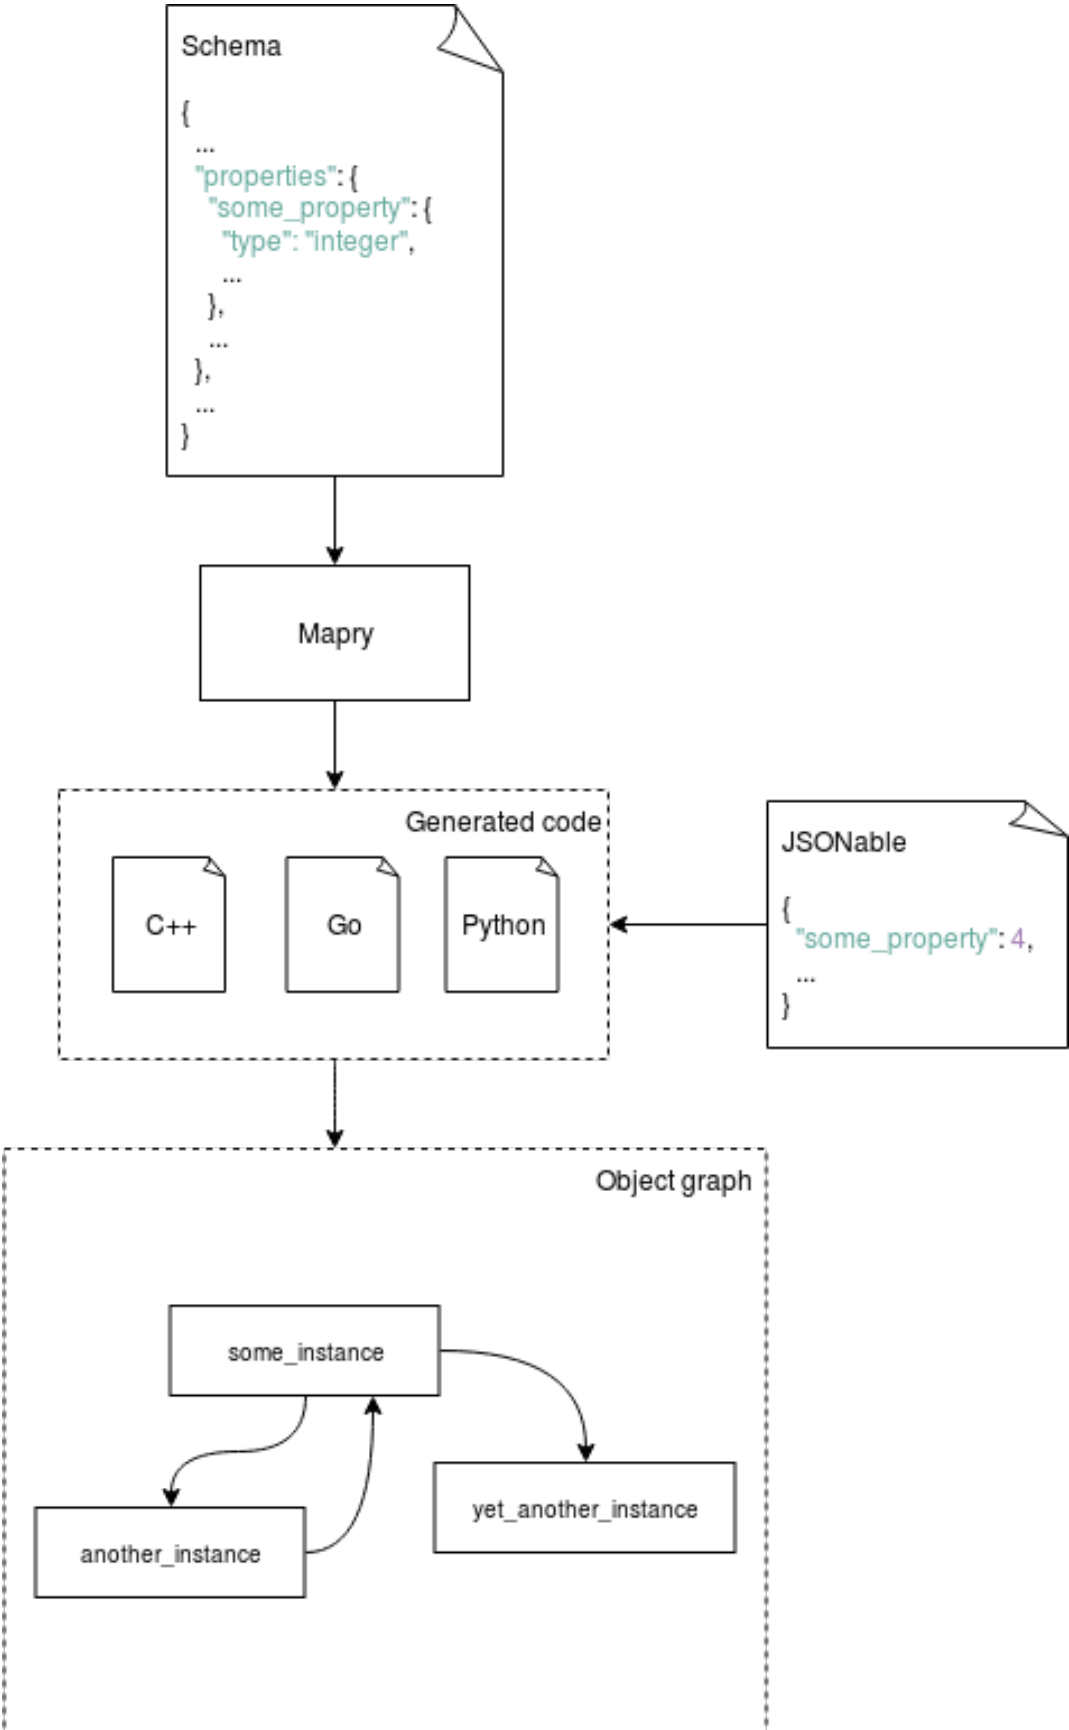 Schema
{
...
"properties": {
"some_property": {
"type": "integer",
...
},
...
},
...
}
Mapry
Generated code
C++
Go
Python
JSONable
{
"some_property": 4,
...
}
Object graph
some_instance
yet_another_instance
another_instance